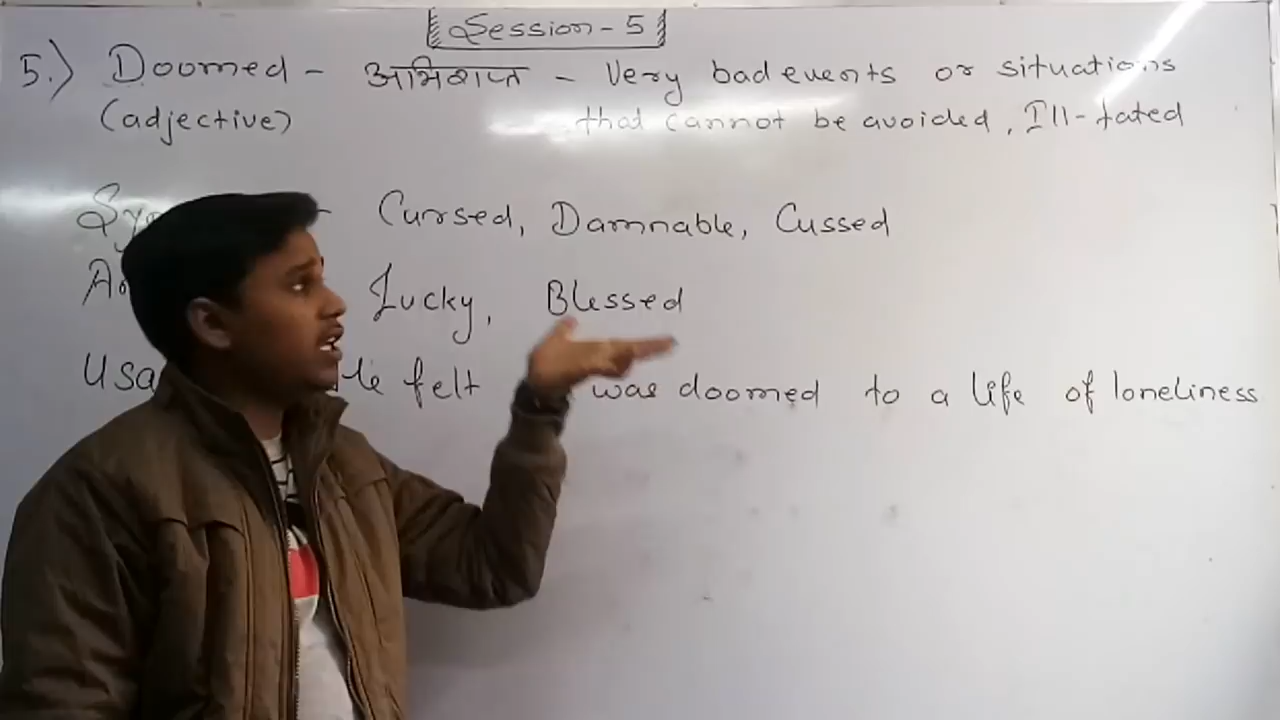 Session - 5
5.) Doomed - अभिशप्त - Very bad events or situations
(adjective) that cannot be avoided, Ill-fated
Cursed, Damnable, Cussed
Lucky, Blessed
felt was doomed to a life of loneliness